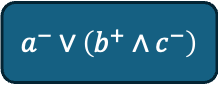 a⁻ ∨ (b⁺ ∧ c⁻)